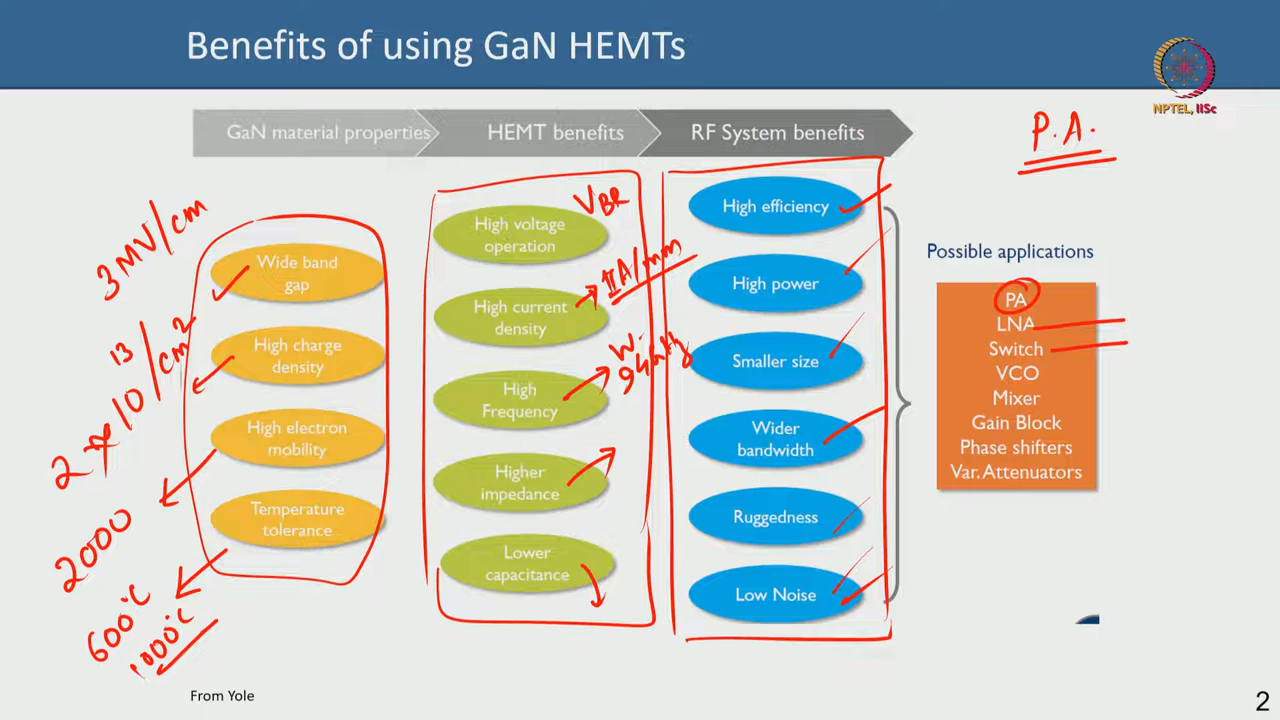 Benefits of using GaN HEMTs
NPTEL, IISc
GaN material properties
HEMT benefits
RF System benefits
P.A.
3MV/cm
Wide band
gap
High charge
density
2 × 10^13/cm^2
High electron
mobility
2000
Temperature
tolerance
600°C
1000°C
High voltage
operation
VBR
High current
density
A/mm
High
Frequency
W-
94GHz
Higher
impedance
Lower
capacitance
High efficiency
High power
Smaller size
Wider
bandwidth
Ruggedness
Low Noise
Possible applications
PA
LNA
Switch
VCO
Mixer
Gain Block
Phase shifters
Var. Attenuators
From Yole
2